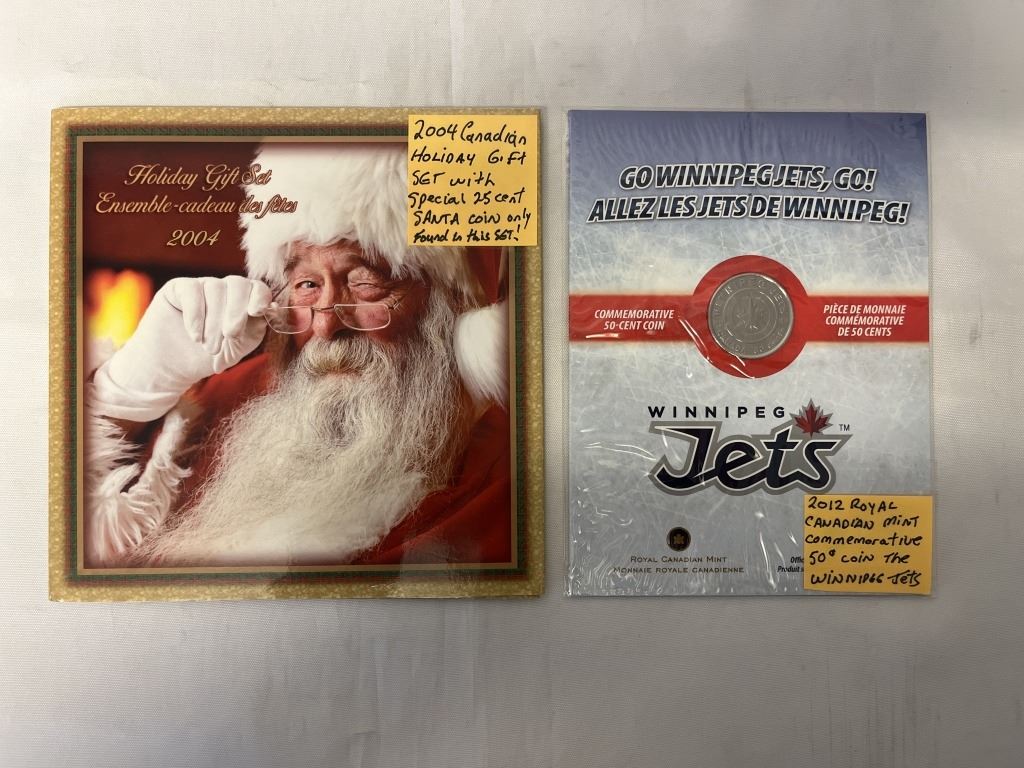 Holiday Gift Set
Ensemble-cadeau des fêtes
2004
2004 Canadian
HOLIDAY GIFT
SET with
Special 25 cent
SANTA COIN only
Found in this SET!
GO WINNIPEG JETS, GO!
ALLEZ LES JETS DE WINNIPEG!
COMMEMORATIVE
50-CENT COIN
PIÈCE DE MONNAIE
COMMÉMORATIVE
DE 50 CENTS
WINNIPEG
Jets TM
ROYAL CANADIAN MINT
MONNAIE ROYALE CANADIENNE
Produit
2012 ROYAL
CANADIAN MINT
Commemorative
50¢ COIN The
WINNIPEG Jets